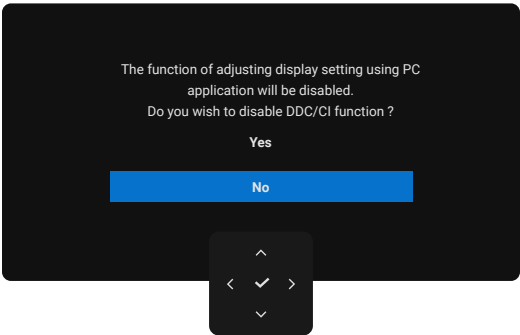 The function of adjusting display setting using PC
application will be disabled.
Do you wish to disable DDC/CI function ?
Yes
No